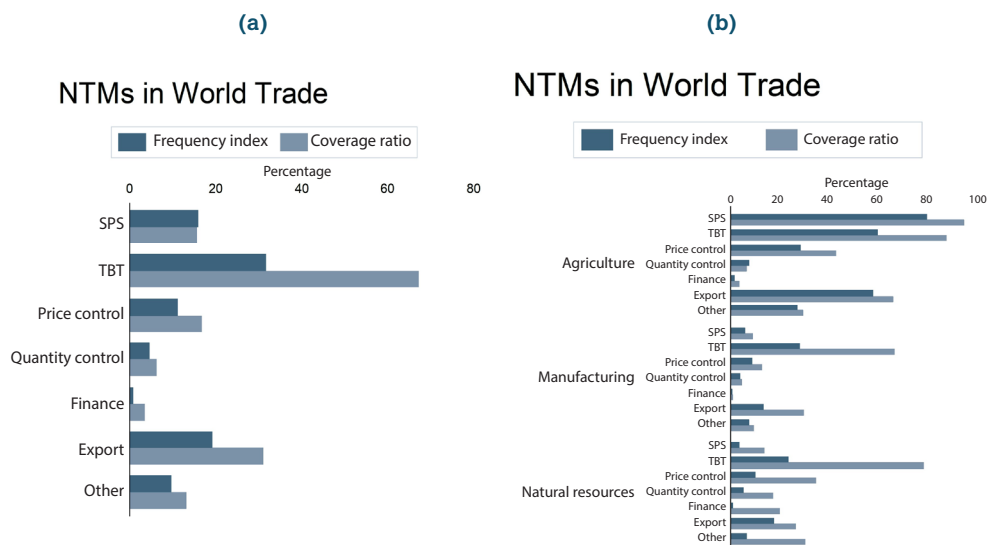 (a)
NTMs in World Trade
Frequency index
Coverage ratio
Percentage
0
20
40
60
80
SPS
TBT
Price control
Quantity control
Finance
Export
Other
(b)
NTMs in World Trade
Frequency index
Coverage ratio
Percentage
0
20
40
60
80
100
Agriculture
SPS
TBT
Price control
Quantity control
Finance
Export
Other
Manufacturing
SPS
TBT
Price control
Quantity control
Finance
Export
Other
Natural resources
SPS
TBT
Price control
Quantity control
Finance
Export
Other